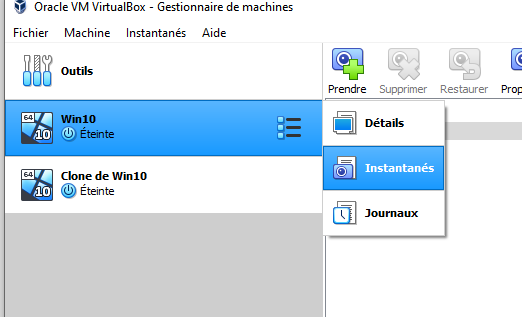 Oracle VM VirtualBox - Gestionnaire de machines
Fichier Machine Instantanés Aide
Outils
Prendre Supprimer Restaurer Prop
64
10
Win10
Éteinte
Détails
Instantanés
Journaux
64
10
Clone de Win10
Éteinte